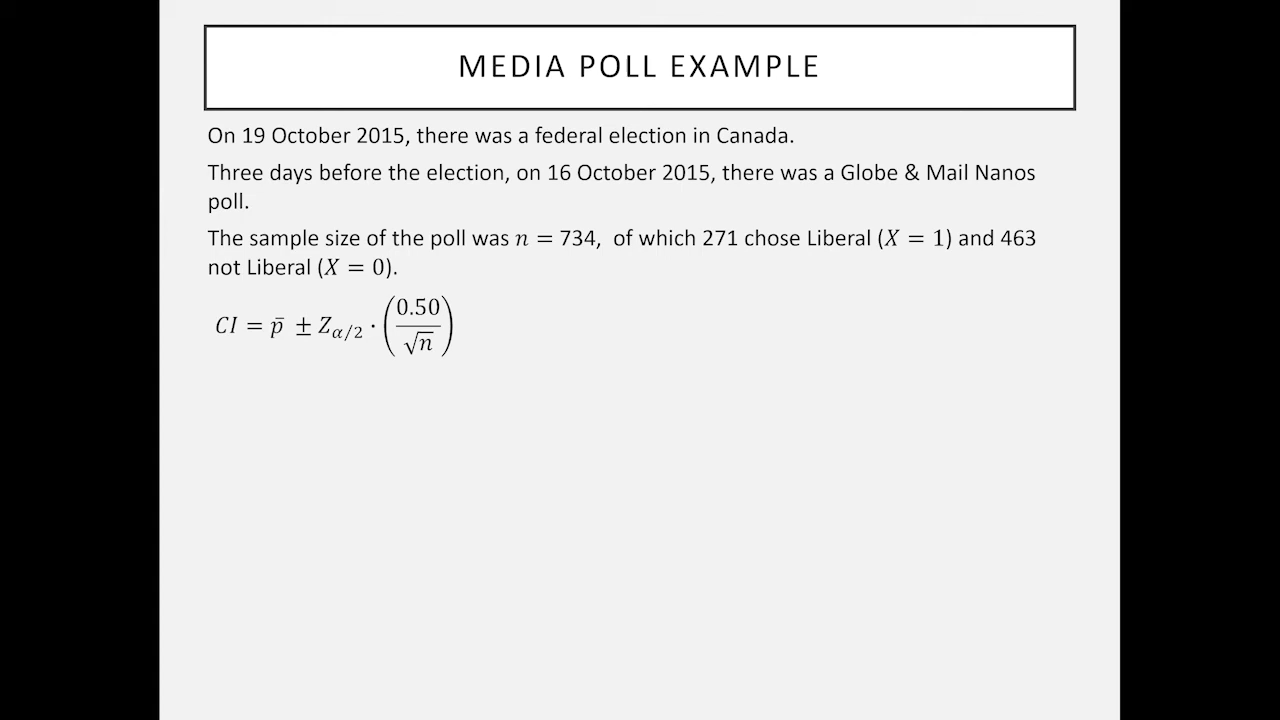 MEDIA POLL EXAMPLE
On 19 October 2015, there was a federal election in Canada.
Three days before the election, on 16 October 2015, there was a Globe & Mail Nanos
poll.
The sample size of the poll was n = 734, of which 271 chose Liberal (X = 1) and 463
not Liberal (X = 0).
CI = p̄ ± Z_{α/2} · (0.50/√n)